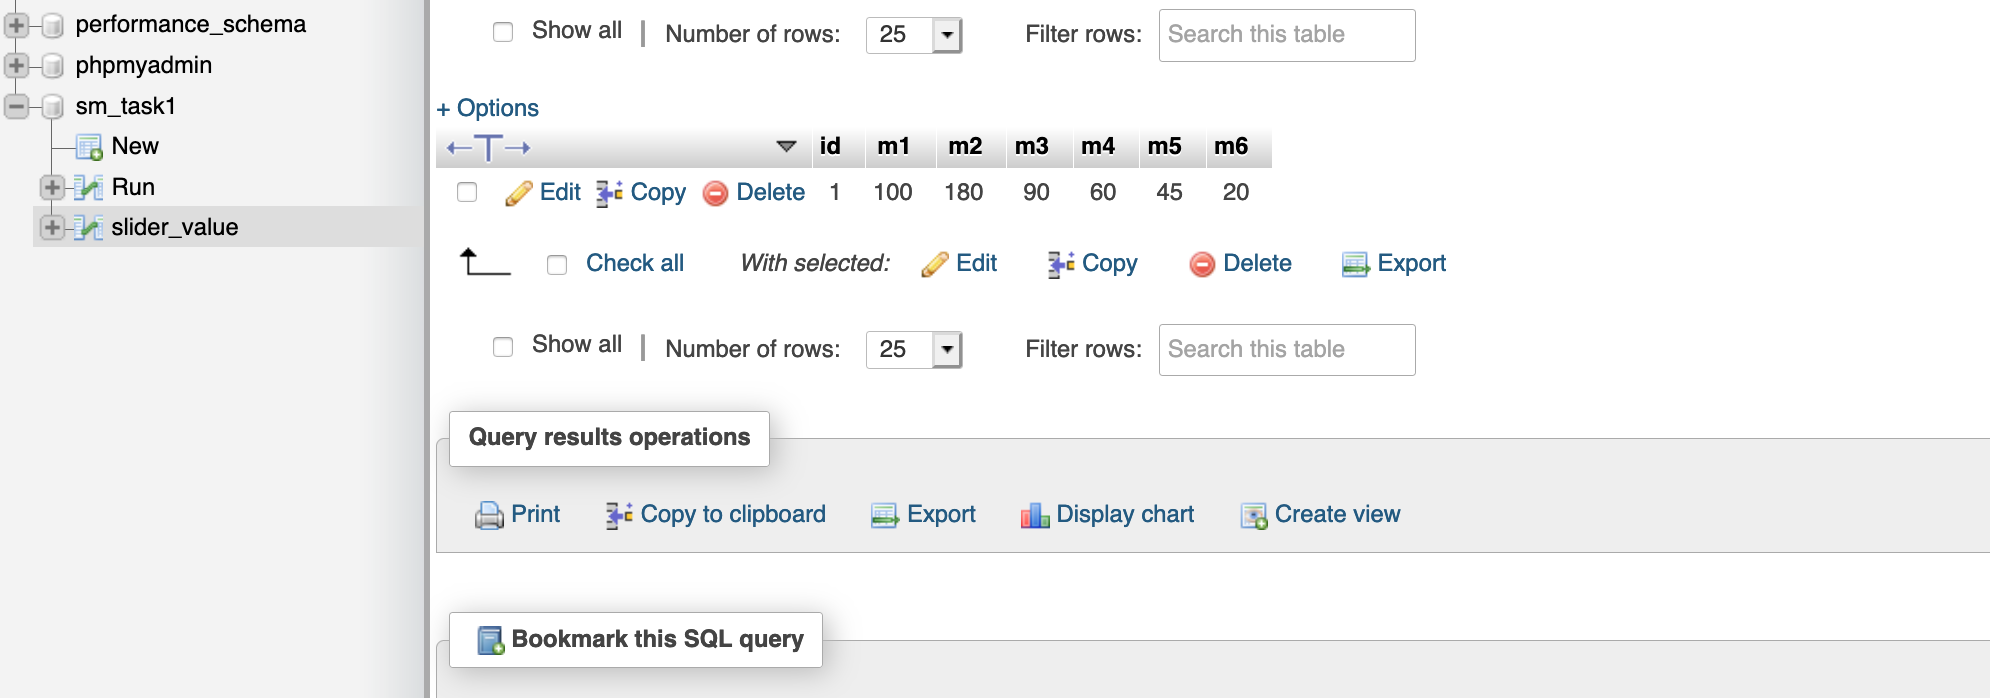 performance_schema
phpmyadmin
sm_task1
New
Run
slider_value
Show all | Number of rows: 25 Filter rows: Search this table
+ Options
←T→ id m1 m2 m3 m4 m5 m6
Edit Copy Delete 1 100 180 90 60 45 20
Check all With selected: Edit Copy Delete Export
Show all | Number of rows: 25 Filter rows: Search this table
Query results operations
Print Copy to clipboard Export Display chart Create view
Bookmark this SQL query